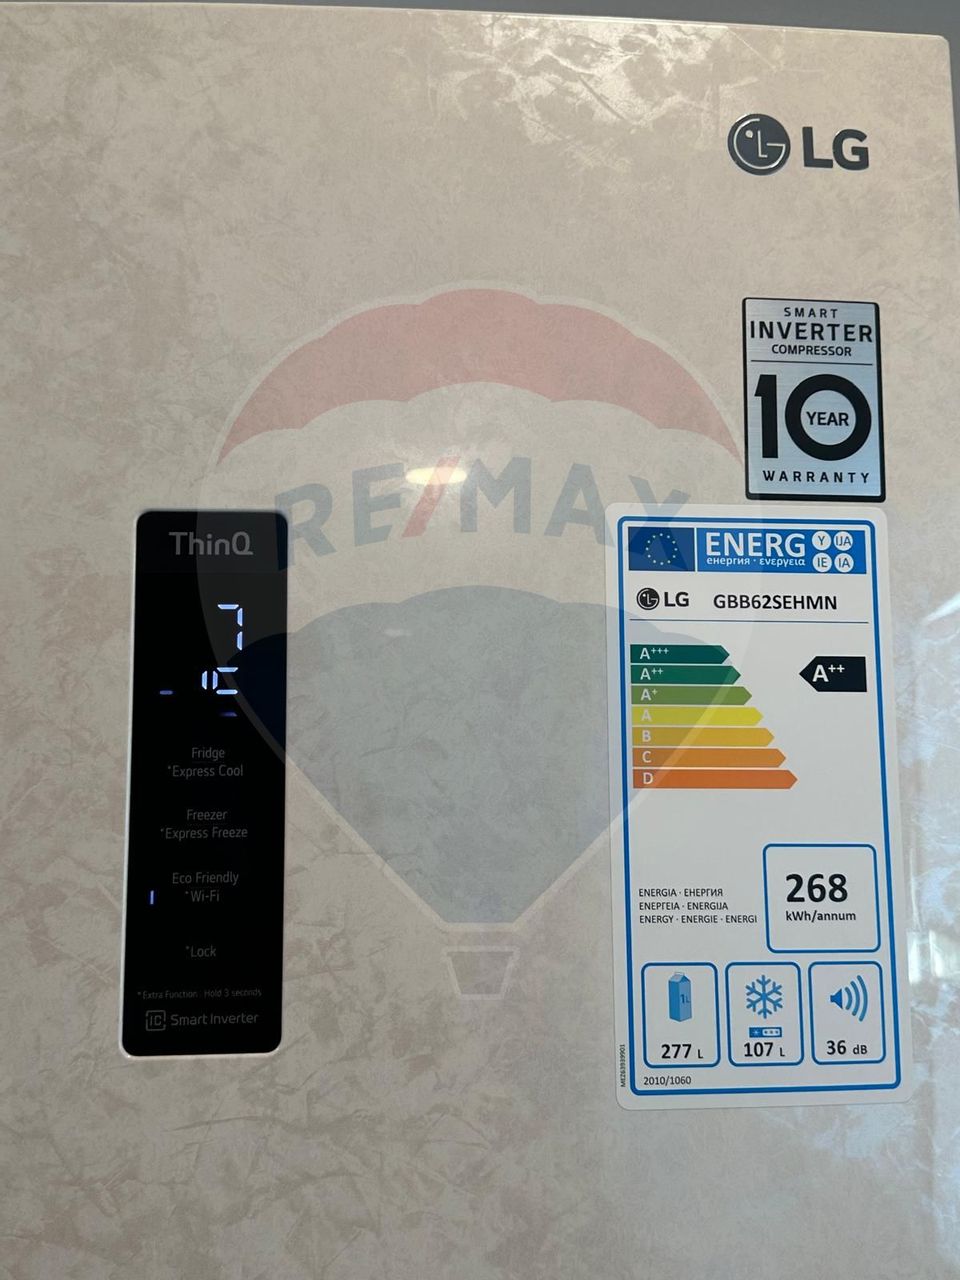 LG
SMART
INVERTER
COMPRESSOR
10
YEAR
WARRANTY
RE/MAX
ThinQ
7
Fridge
*Express Cool
Freezer
*Express Freeze
Eco Friendly
*Wi-Fi
*Lock
*Extra Function : Hold 3 seconds
Smart Inverter
ENERG Y IJA
енергия · ενεργεια IE IA
LG GBB62SEHMN
A+++
A++ A++
A+
A
B
C
D
268
kWh/annum
ENERGIA · ЕНЕРГИЯ
ΕΝΕΡΓΕΙΑ · ENERGIJA
ENERGY · ENERGIE · ENERGI
1L
277 L
107 L
36 dB
MEZ63939901
2010/1060